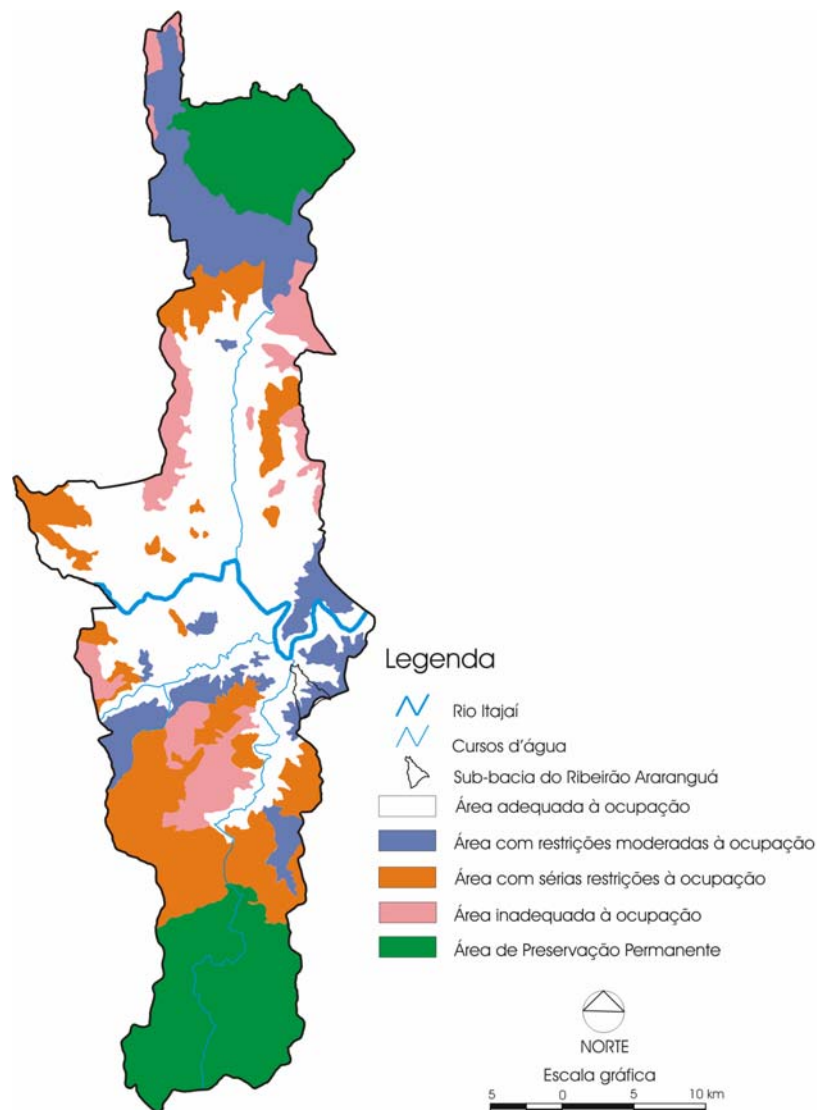 Legenda
Rio Itajaí
Cursos d'água
Sub-bacia do Ribeirão Araranguá
Área adequada à ocupação
Área com restrições moderadas à ocupação
Área com sérias restrições à ocupação
Área inadequada à ocupação
Área de Preservação Permanente
NORTE
Escala gráfica
5 0 5 10 km